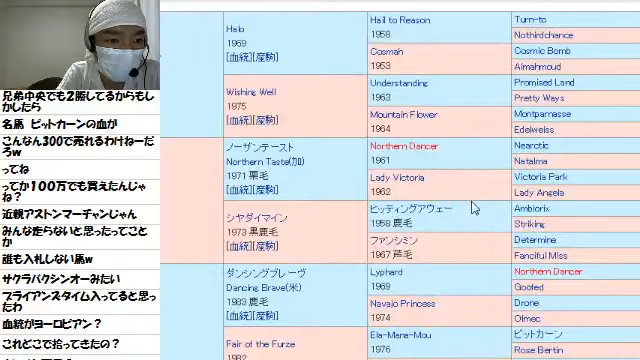 兄弟中央でも２勝してるからもしかしたら
名馬 ピットカーンの血が
こんなん300で売れるわけねーだろw
ってね
ってか１００万でも買えたんじゃね？
近親アストンマーチャンじゃん
みんな走らないと思ったってことか
誰も入札しない馬w
サクラバクシンオーみたい
ブライアンズタイム入ってると思ったわ
血統がヨーロピアン？
これどこで拾ってきたの？
Halo
1969
[血統][産駒]
Wishing Well
1975
[血統][産駒]
ノーザンテースト
Northern Taste(加)
1971 栗毛
[血統][産駒]
シヤダイマイン
1973 黒鹿毛
[血統][産駒]
ダンシングブレーヴ
Dancing Brave(米)
1983 鹿毛
[血統][産駒]
Fair of the Furze
1982
Hail to Reason
1958
Cosmah
1953
Understanding
1963
Mountain Flower
1964
Northern Dancer
1961
Lady Victoria
1962
ヒッティングアウェー
1958 鹿毛
ファンシミン
1967 芦毛
Lyphard
1969
Navajo Princess
1974
Ela-Mana-Mou
1976
Turn-to
Nothirdchance
Cosmic Bomb
Almahmoud
Promised Land
Pretty Ways
Montparnasse
Edelweiss
Nearctic
Natalma
Victoria Park
Lady Angela
Ambiorix
Striking
Determine
Fanciful Miss
Northern Dancer
Goofed
Drone
Olmec
ピットカーン
Rose Bertin